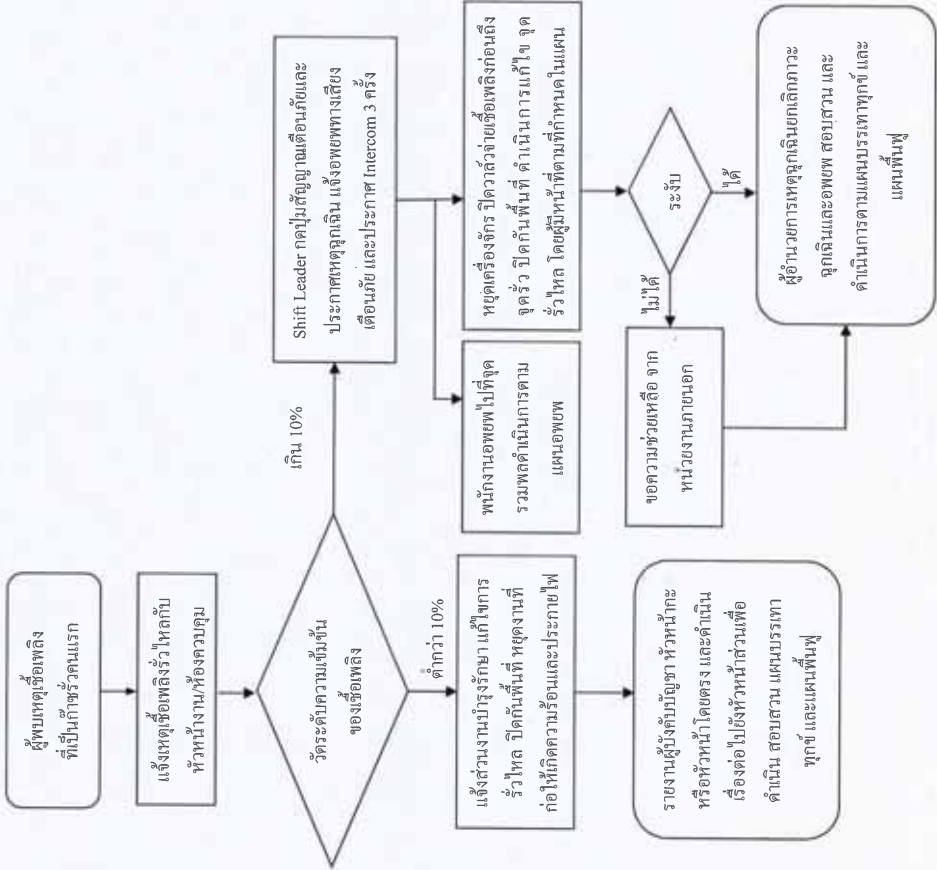 ผู้พบเหตุเชื้อเพลิง
ที่เป็นก๊าซรั่วคนแรก
แจ้งเหตุเชื้อเพลิงรั่วไหลกับ
หัวหน้างาน/ห้องควบคุม
วัดระดับความเข้มข้น
ของเชื้อเพลิง
เกิน 10%
Shift Leader กดปุ่มสัญญาณเตือนภัยและ
ประกาศเหตุฉุกเฉิน แจ้งอพยพทางเสียง
เตือนภัย และประกาศ Intercom 3 ครั้ง
ต่ำกว่า 10%
แจ้งส่วนงานบำรุงรักษา แก้ไขการ
รั่วไหล ปิดกั้นพื้นที่ หยุดงานที่
ก่อให้เกิดความร้อนและประกายไฟ
พนักงานอพยพไปที่จุด
รวมพลดำเนินการตาม
แผนอพยพ
หยุดเครื่องจักร ปิดวาล์วจ่ายเชื้อเพลิงก่อนถึง
จุดรั่ว ปิดกั้นพื้นที่ ดำเนินการแก้ไข จุด
รั่วไหล โดยผู้มีหน้าที่ตามที่กำหนดในแผน
ระงับ
ไม่ได้
ได้
ขอความช่วยเหลือ จาก
หน่วยงานภายนอก
รายงานผู้บังคับบัญชา หัวหน้ากะ
หรือหัวหน้าโดยตรง และดำเนิน
เรื่องต่อไปยังหัวหน้าส่วนเพื่อ
ดำเนิน สอบสวน แผนบรรเทา
ทุกข์ และแผนฟื้นฟู
ผู้อำนวยการเหตุฉุกเฉินยกเลิกภาวะ
ฉุกเฉินและอพยพ สอบสวน และ
ดำเนินการตามแผนบรรเทาทุกข์ และ
แผนฟื้นฟู